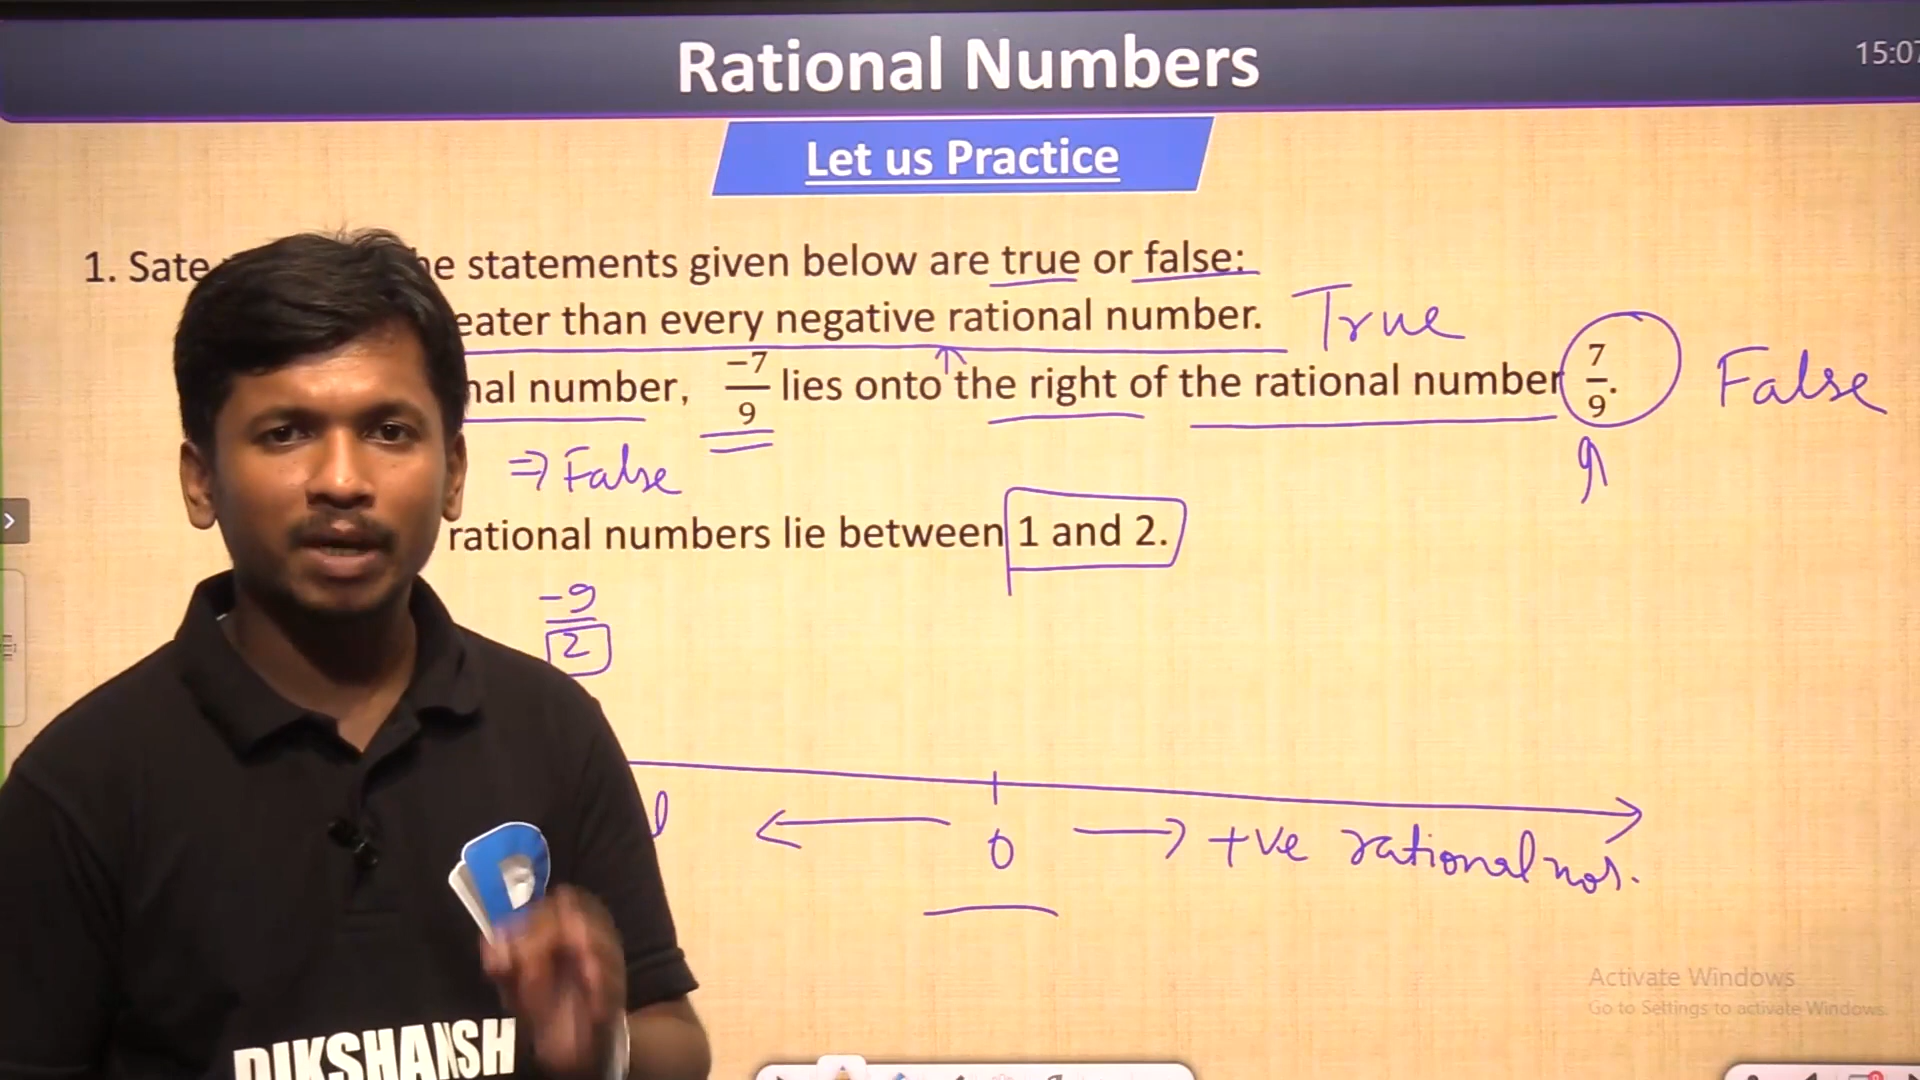 Rational Numbers
15:07
Let us Practice
1. Sate he statements given below are true or false:
eater than every negative rational number. True
nal number, −7/9 lies onto the right of the rational number 7/9. False
⇒ False
rational numbers lie between 1 and 2.
-9/2
0 +ve rational nos.
Activate Windows
Go to Settings to activate Windows.
DIKSHANSH